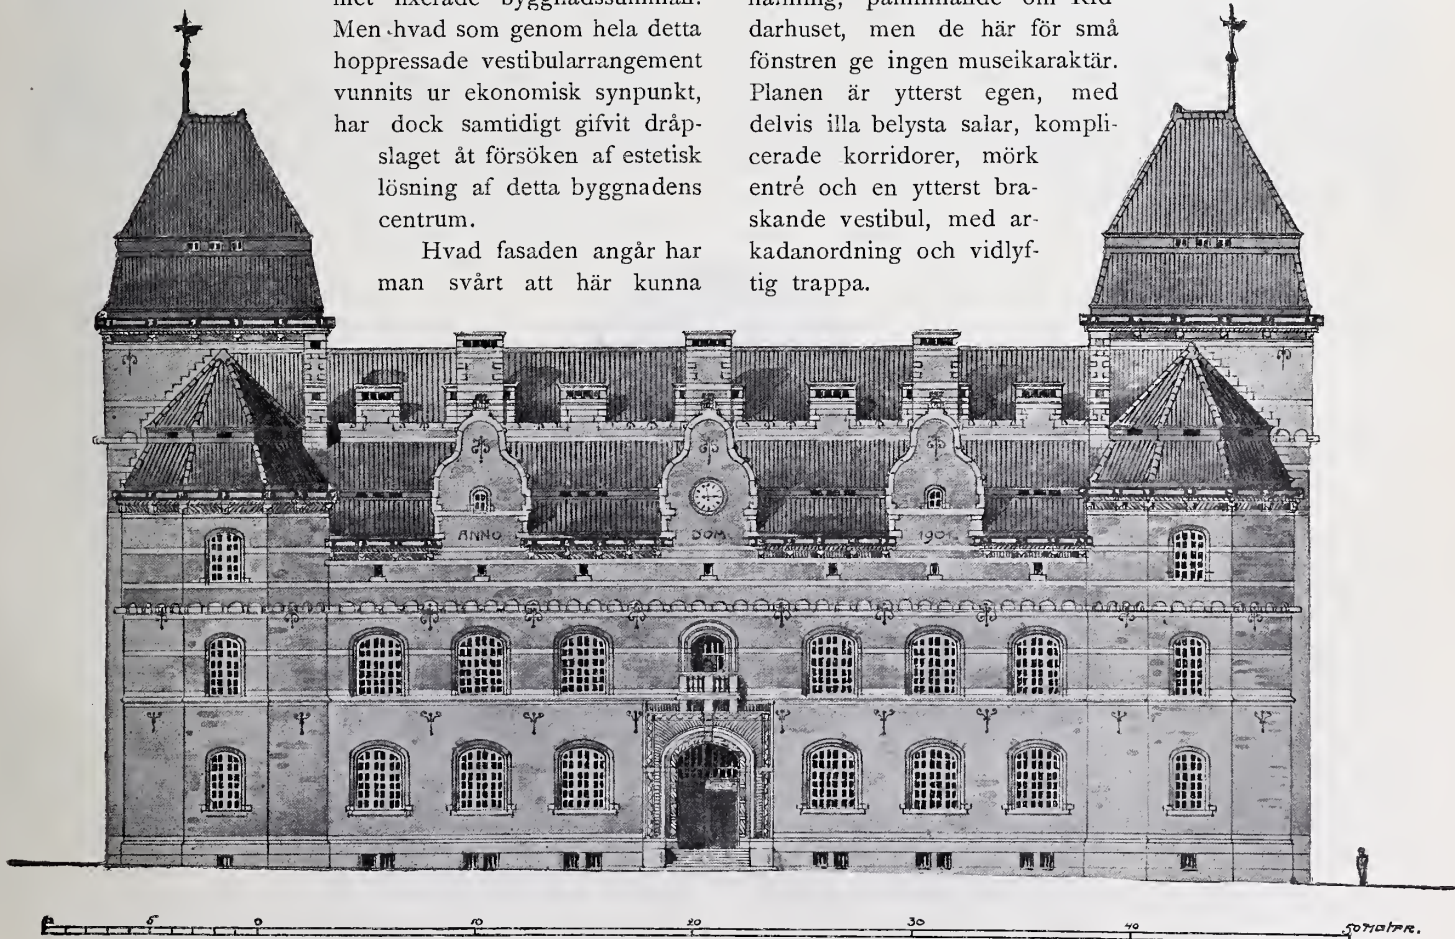 Men hvad som genom hela detta
hoppressade vestibulararrangement
vunnits ur ekonomisk synpunkt,
har dock samtidigt gifvit dråp-
slaget åt försöken af estetisk
lösning af detta byggnadens
centrum.
Hvad fasaden angår har
man svårt att här kunna
darhuset, men de här för små
fönstren ge ingen museikaraktär.
Planen är ytterst egen, med
delvis illa belysta salar, kompli-
cerade korridorer, mörk
entré och en ytterst bra-
skande vestibul, med ar-
kadanordning och vidlyf-
tig trappa.
ANNO DOM. 190
5 0 10 20 30 40 50 METER.